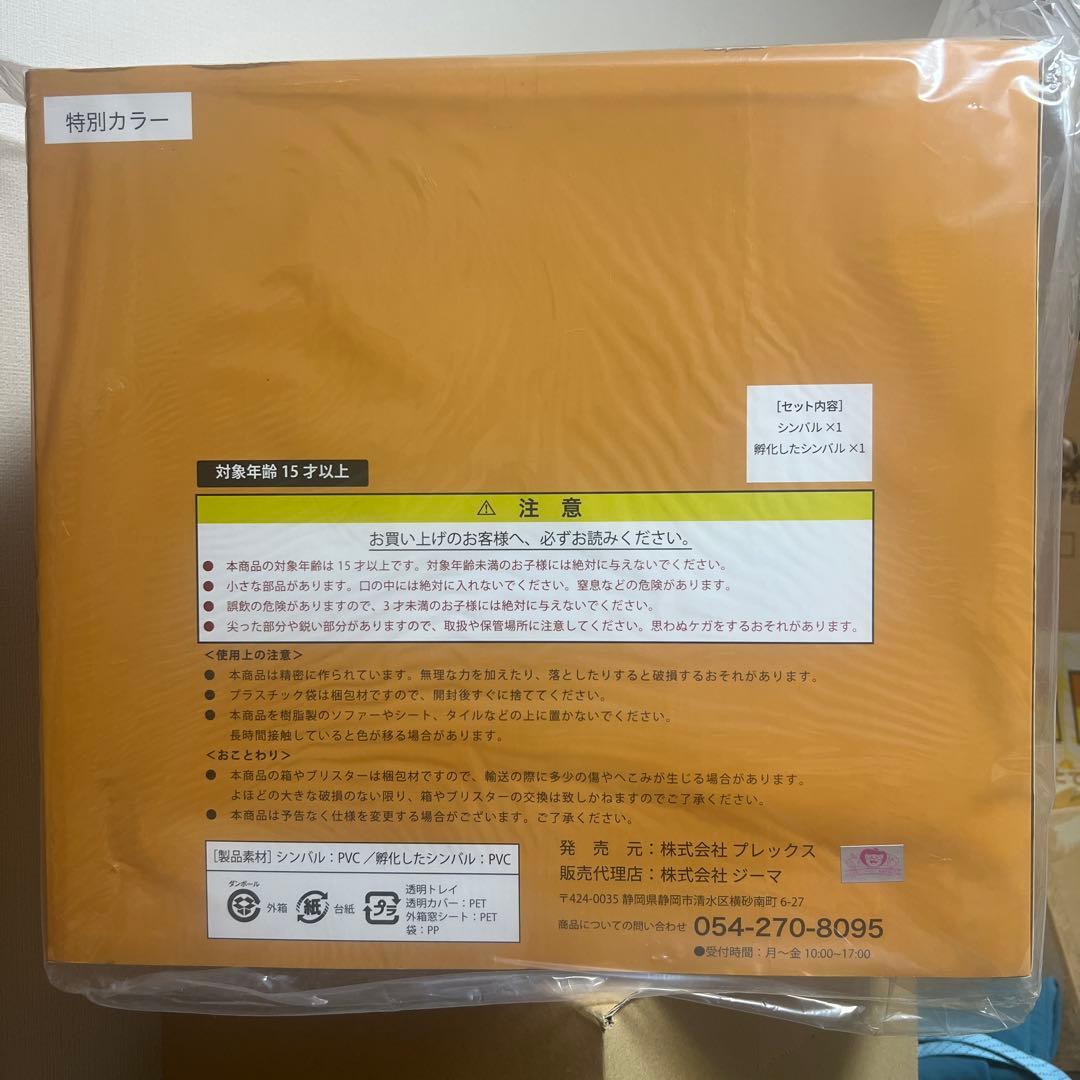 特別カラー
［セット内容］
シンバル ×1
孵化したシンバル ×1
対象年齢 15 才以上
⚠ 注 意
お買い上げのお客様へ、必ずお読みください。
● 本商品の対象年齢は 15 才以上です。対象年齢未満のお子様には絶対に与えないでください。
● 小さな部品があります。口の中には絶対に入れないでください。窒息などの危険があります。
● 誤飲の危険がありますので、3 才未満のお子様には絶対に与えないでください。
● 尖った部分や鋭い部分がありますので、取扱や保管場所に注意してください。思わぬケガをするおそれがあります。
＜使用上の注意＞
● 本商品は精密に作られています。無理な力を加えたり、落としたりすると破損するおそれがあります。
● プラスチック袋は梱包材ですので、開封後すぐに捨ててください。
● 本商品を樹脂製のソファーやシート、タイルなどの上に置かないでください。
長時間接触していると色が移る場合があります。
＜おことわり＞
● 本商品の箱やブリスターは梱包材ですので、輸送の際に多少の傷やへこみが生じる場合があります。
よほどの大きな破損のない限り、箱やブリスターの交換は致しかねますのでご了承ください。
● 本商品は予告なく仕様を変更する場合がございます。ご了承ください。
［製品素材］シンバル：PVC ／孵化したシンバル：PVC
ダンボール
外箱
紙
台紙
プラ
透明トレイ
透明カバー：PET
外箱窓シート：PET
袋：PP
発 売 元：株式会社 プレックス
販売代理店：株式会社 ジーマ
〒424-0035 静岡県静岡市清水区横砂南町 6-27
商品についての問い合わせ 054-270-8095
●受付時間：月〜金 10:00~17:00